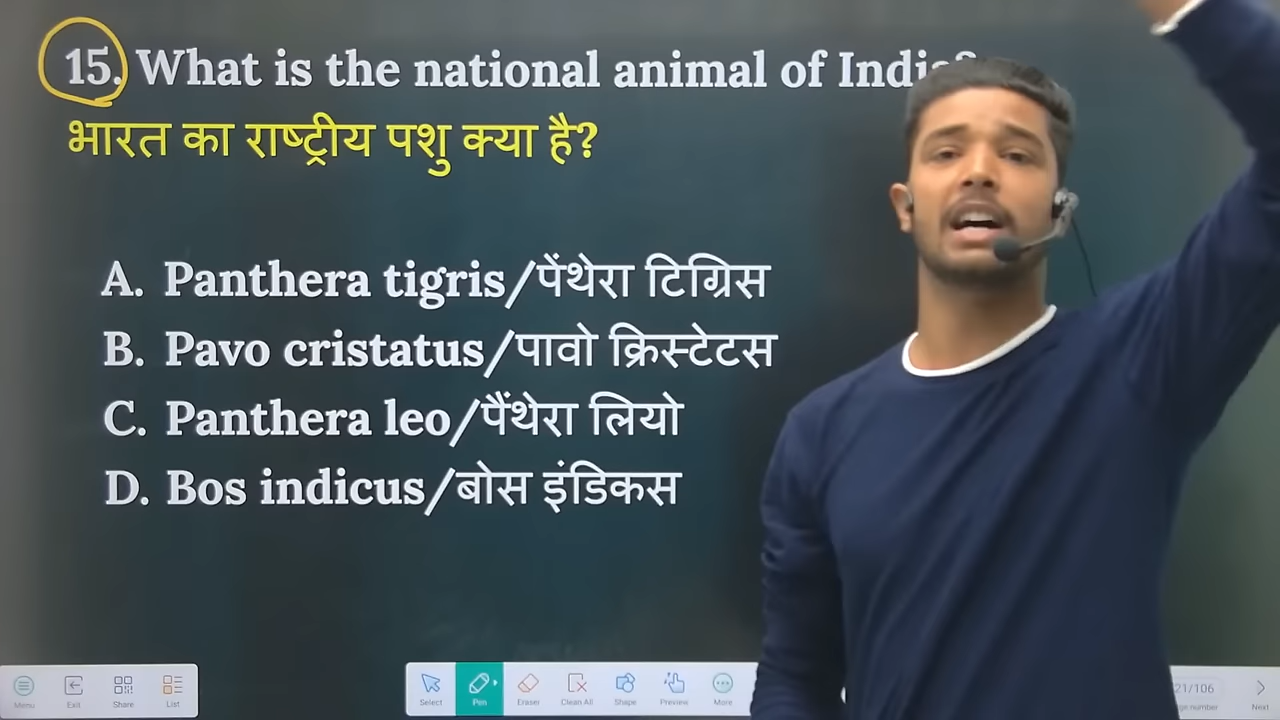 15. What is the national animal of India?
भारत का राष्ट्रीय पशु क्या है?
A. Panthera tigris/पेंथेरा टिग्रिस
B. Pavo cristatus/पावो क्रिस्टेटस
C. Panthera leo/पैंथेरा लियो
D. Bos indicus/बोस इंडिकस
Menu Exit Share List Select Pen Eraser Clean All Shape Preview More 21/106 Next